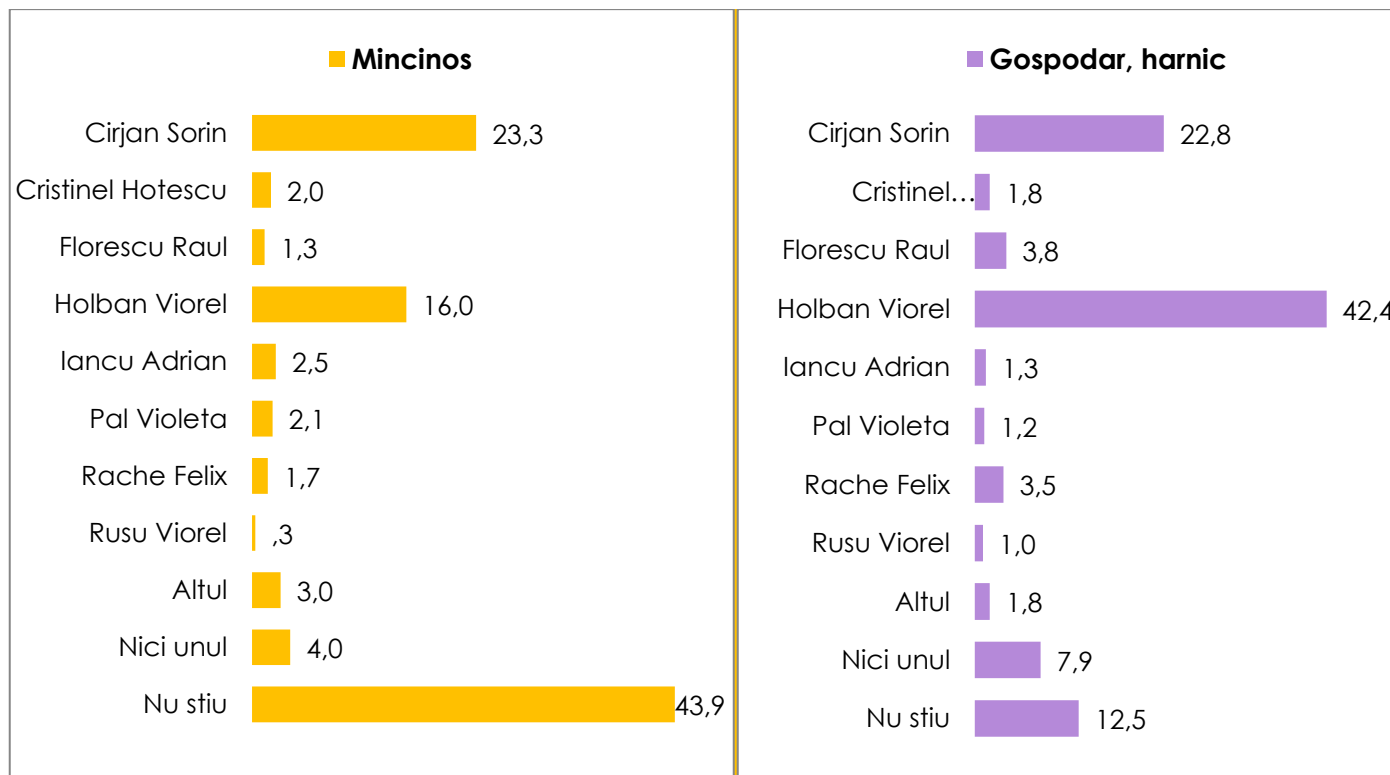 Mincinos
Cirjan Sorin 23,3
Cristinel Hotescu 2,0
Florescu Raul 1,3
Holban Viorel 16,0
Iancu Adrian 2,5
Pal Violeta 2,1
Rache Felix 1,7
Rusu Viorel ,3
Altul 3,0
Nici unul 4,0
Nu stiu 43,9
Gospodar, harnic
Cirjan Sorin 22,8
Cristinel… 1,8
Florescu Raul 3,8
Holban Viorel 42,4
Iancu Adrian 1,3
Pal Violeta 1,2
Rache Felix 3,5
Rusu Viorel 1,0
Altul 1,8
Nici unul 7,9
Nu stiu 12,5